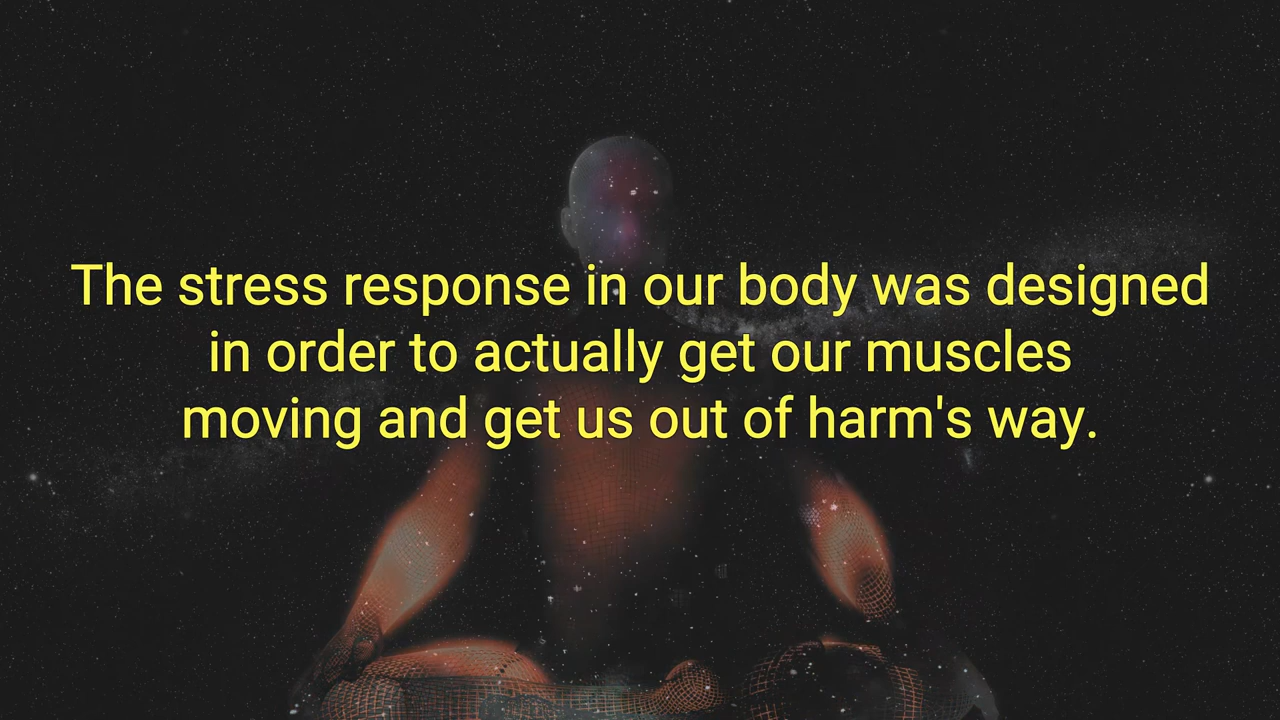 The stress response in our body was designed
in order to actually get our muscles
moving and get us out of harm's way.